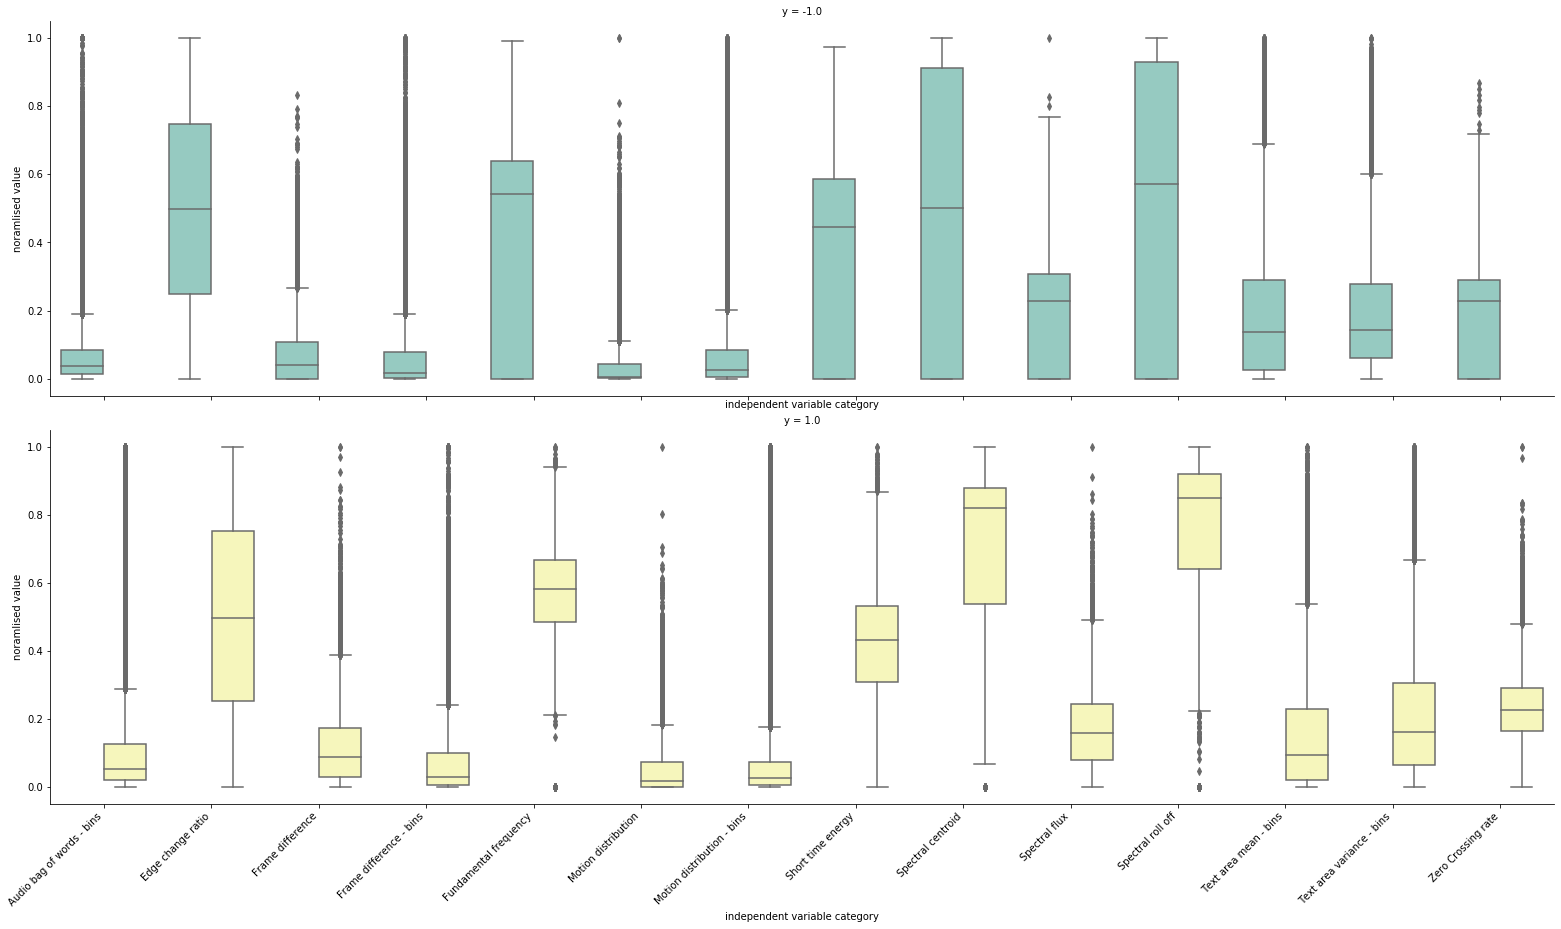 y = -1.0
1.0
0.8
0.6
0.4
0.2
0.0
noramlised value
independent variable category
y = 1.0
1.0
0.8
0.6
0.4
0.2
0.0
noramlised value
Audio bag of words - bins
Edge change ratio
Frame difference
Frame difference - bins
Fundamental frequency
Motion distribution
Motion distribution - bins
Short time energy
Spectral centroid
Spectral flux
Spectral roll off
Text area mean - bins
Text area variance - bins
Zero Crossing rate
independent variable category